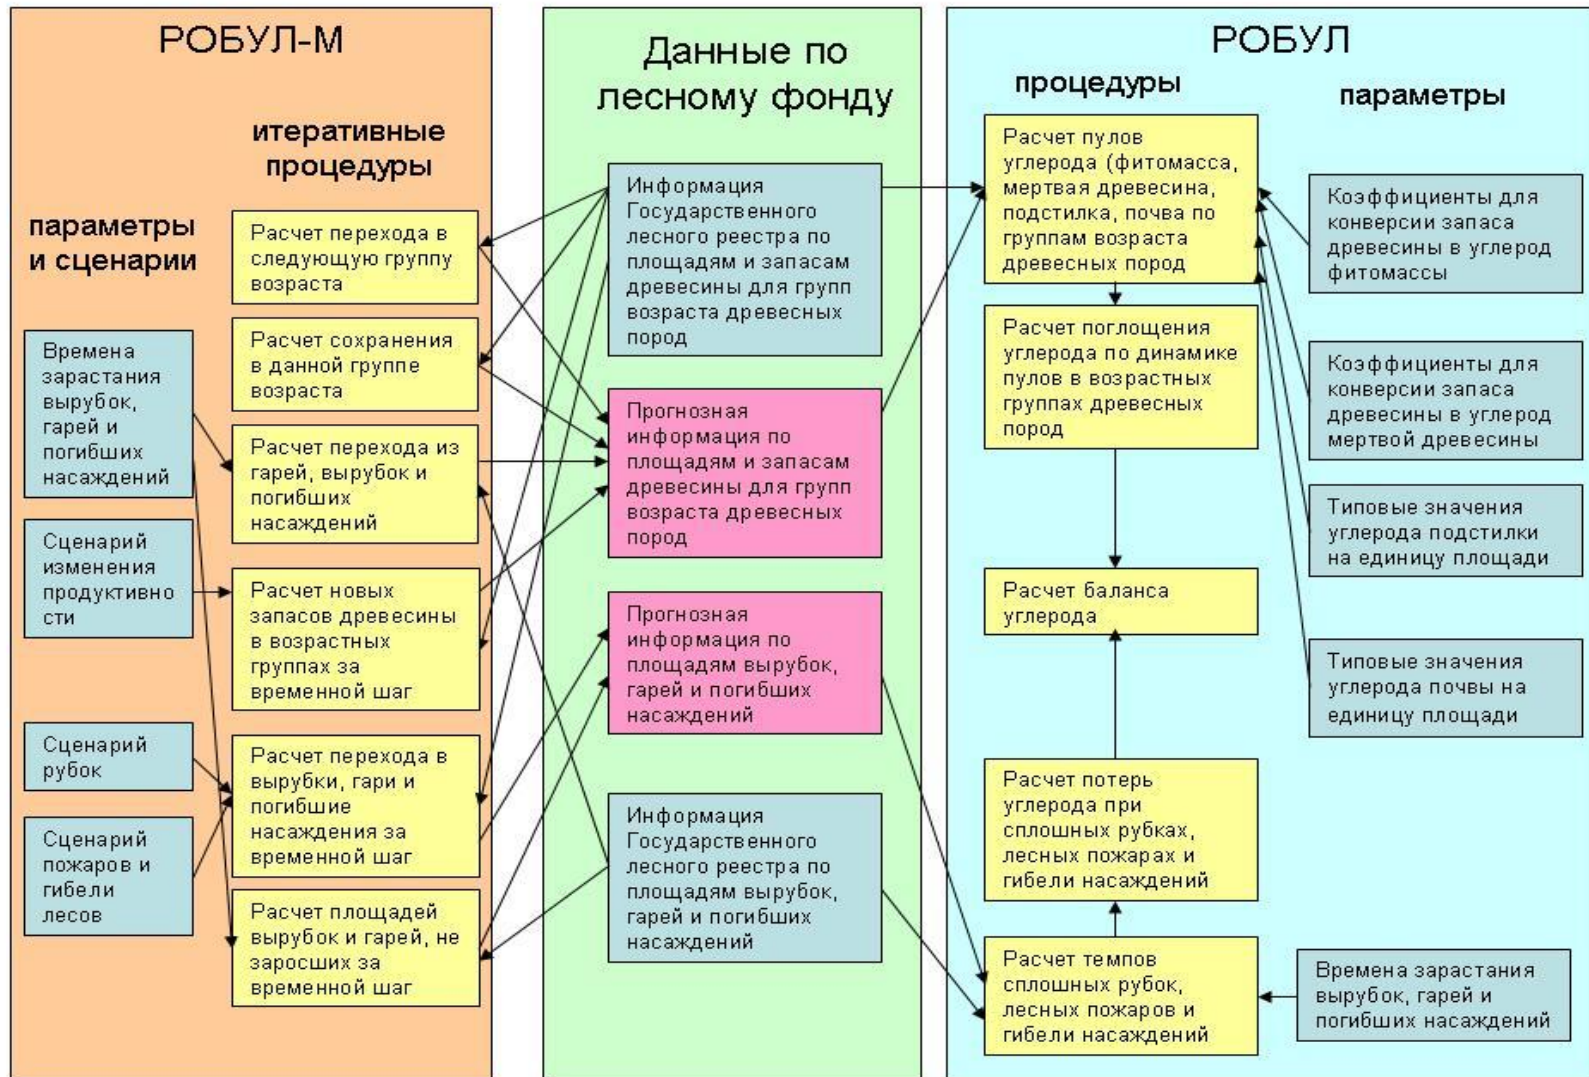 РОБУЛ-М
итеративные
процедуры
параметры
и сценарии
Времена
зарастания
вырубок,
гарей и
погибших
насаждений
Сценарий
изменения
продуктивно
сти
Сценарий
рубок
Сценарий
пожаров и
гибели
лесов
Расчет перехода в
следующую группу
возраста
Расчет сохранения
в данной группе
возраста
Расчет перехода из
гарей, вырубок и
погибших
насаждений
Расчет новых
запасов древесины
в возрастных
группах за
временной шаг
Расчет перехода в
вырубки, гари и
погибшие
насаждения за
временной шаг
Расчет площадей
вырубок и гарей, не
заросших за
временной шаг
Данные по
лесному фонду
Информация
Государственного
лесного реестра по
площадям и запасам
древесины для групп
возраста древесных
пород
Прогнозная
информация по
площадям и запасам
древесины для групп
возраста древесных
пород
Прогнозная
информация по
площадям вырубок,
гарей и погибших
насаждений
Информация
Государственного
лесного реестра по
площадям вырубок,
гарей и погибших
насаждений
РОБУЛ
процедуры
параметры
Расчет пулов
углерода (фитомасса,
мертвая древесина,
подстилка, почва по
группам возраста
древесных пород
Расчет поглощения
углерода по динамике
пулов в возрастных
группах древесных
пород
Расчет баланса
углерода
Расчет потерь
углерода при
сплошных рубках,
лесных пожарах и
гибели насаждений
Расчет темпов
сплошных рубок,
лесных пожаров и
гибели насаждений
Коэффициенты для
конверсии запаса
древесины в углерод
фитомассы
Коэффициенты для
конверсии запаса
древесины в углерод
мертвой древесины
Типовые значения
углерода подстилки
на единицу площади
Типовые значения
углерода почвы на
единицу площади
Времена зарастания
вырубок, гарей и
погибших насаждений